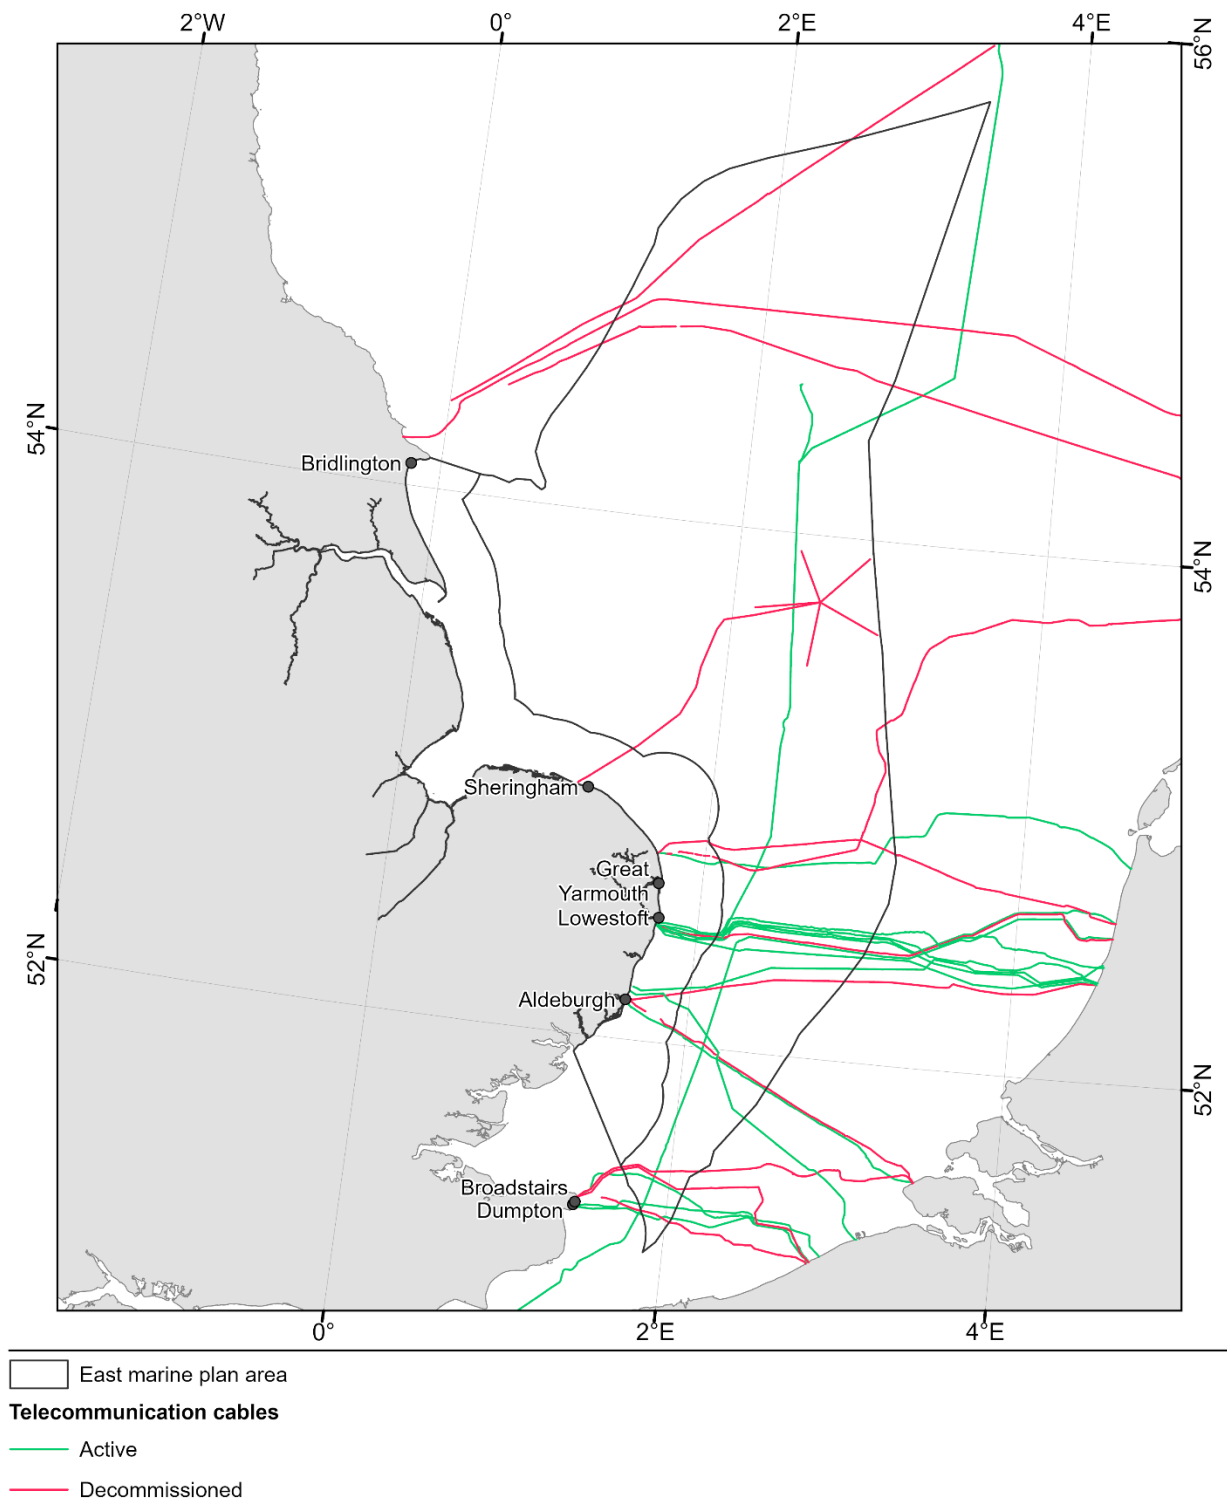 2°W
0°
2°E
4°E
56°N
54°N
Bridlington
54°N
Sheringham
Great
Yarmouth
Lowestoft
52°N
Aldeburgh
52°N
Broadstairs
Dumpton
0°
2°E
4°E
East marine plan area
Telecommunication cables
Active
Decommissioned